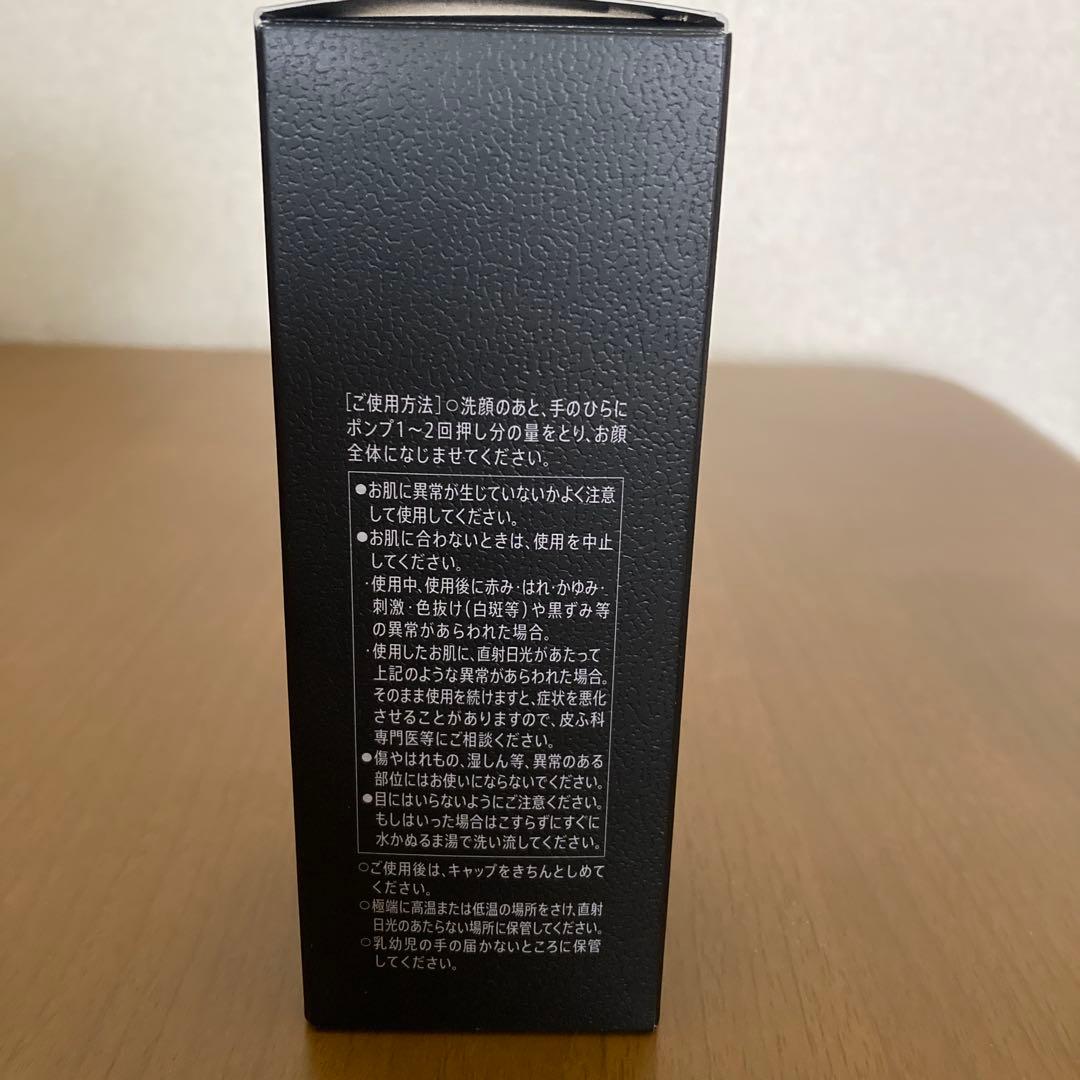 [ご使用方法]○洗顔のあと、手のひらに
ポンプ1〜2回押し分の量をとり、お顔
全体になじませてください。
●お肌に異常が生じていないかよく注意
して使用してください。
●お肌に合わないときは、使用を中止
してください。
・使用中、使用後に赤み・はれ・かゆみ・
刺激・色抜け(白斑等)や黒ずみ等
の異常があらわれた場合。
・使用したお肌に、直射日光があたって
上記のような異常があらわれた場合。
そのまま使用を続けますと、症状を悪化
させることがありますので、皮ふ科
専門医等にご相談ください。
●傷やはれもの、湿しん等、異常のある
部位にはお使いにならないでください。
●目にはいらないようにご注意ください。
もしはいった場合はこすらずにすぐに
水かぬるま湯で洗い流してください。
○ご使用後は、キャップをきちんとしめて
ください。
○極端に高温または低温の場所をさけ、直射
日光のあたらない場所に保管してください。
○乳幼児の手の届かないところに保管
してください。